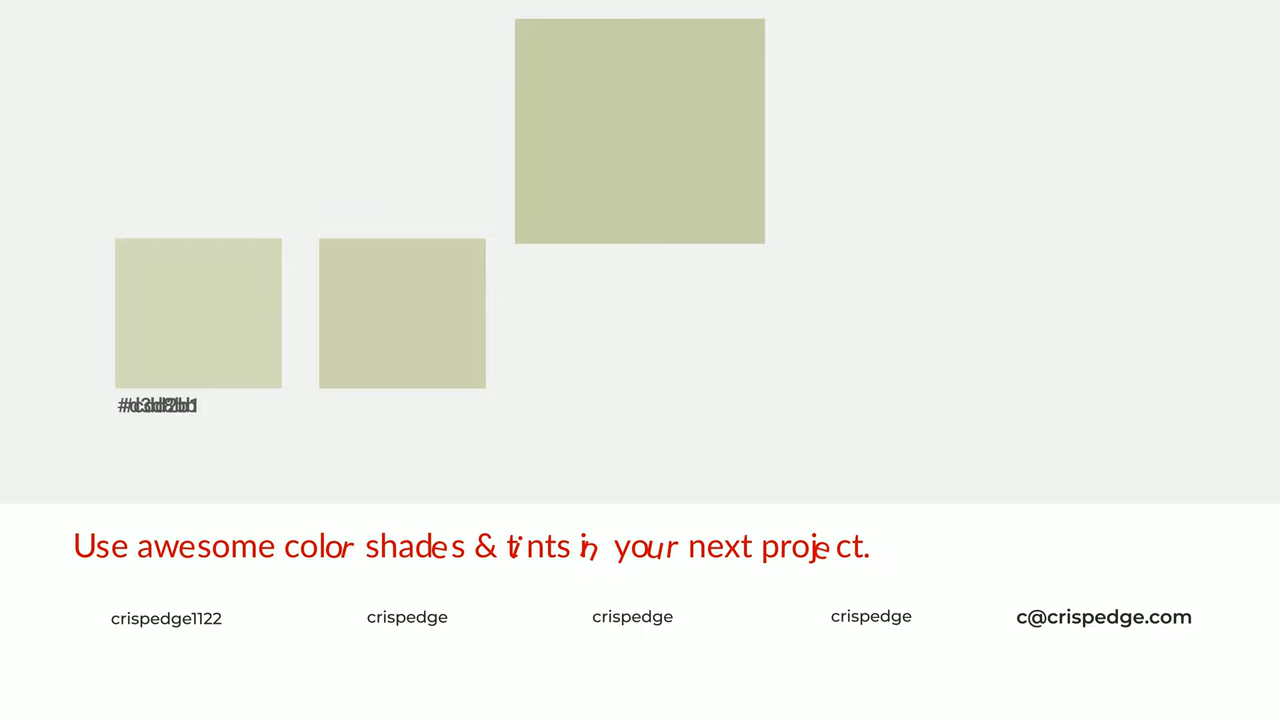 Use awesome color shades & tints in your next project.
crispedge1122 crispedge crispedge crispedge c@crispedge.com